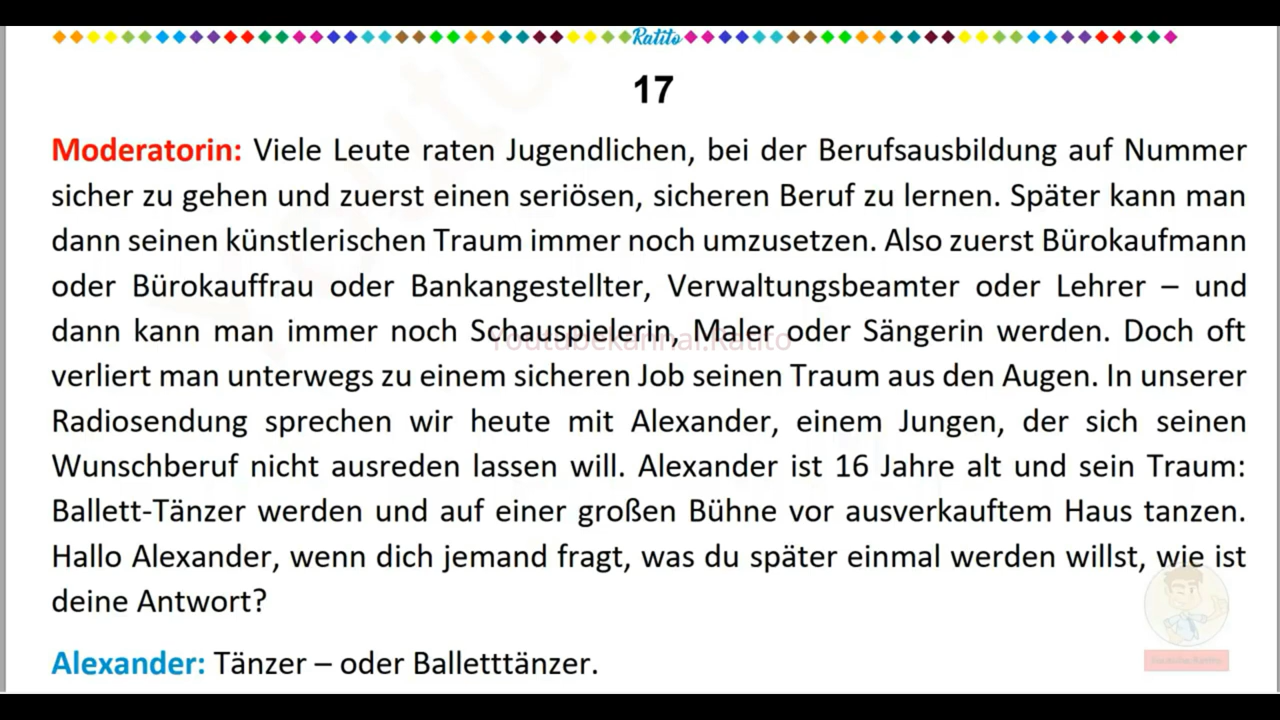 Ratito
17
Moderatorin: Viele Leute raten Jugendlichen, bei der Berufsausbildung auf Nummer
sicher zu gehen und zuerst einen seriösen, sicheren Beruf zu lernen. Später kann man
dann seinen künstlerischen Traum immer noch umzusetzen. Also zuerst Bürokaufmann
oder Bürokauffrau oder Bankangestellter, Verwaltungsbeamter oder Lehrer – und
dann kann man immer noch Schauspielerin, Maler oder Sängerin werden. Doch oft
Youtubekannal.Ratito
verliert man unterwegs zu einem sicheren Job seinen Traum aus den Augen. In unserer
Radiosendung sprechen wir heute mit Alexander, einem Jungen, der sich seinen
Wunschberuf nicht ausreden lassen will. Alexander ist 16 Jahre alt und sein Traum:
Ballett-Tänzer werden und auf einer großen Bühne vor ausverkauftem Haus tanzen.
Hallo Alexander, wenn dich jemand fragt, was du später einmal werden willst, wie ist
deine Antwort?
Alexander: Tänzer – oder Balletttänzer.